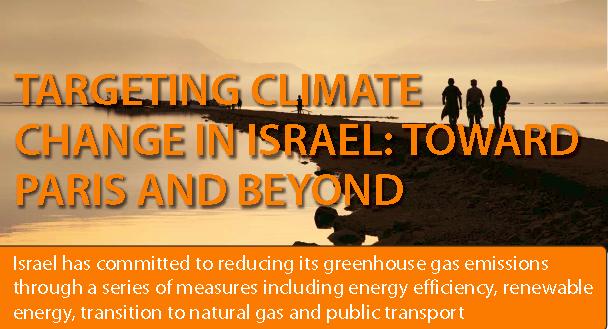 TARGETING CLIMATE
CHANGE IN ISRAEL: TOWARD
PARIS AND BEYOND
Israel has committed to reducing its greenhouse gas emissions
through a series of measures including energy efficiency, renewable
energy, transition to natural gas and public transport